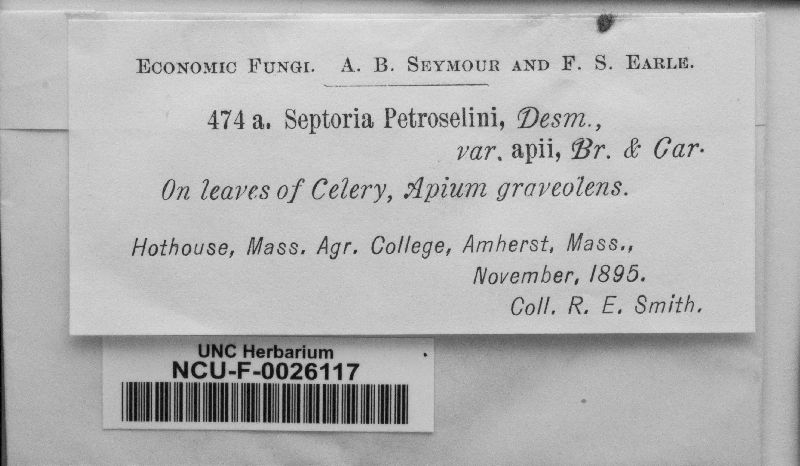 Economic Fungi. A. B. Seymour and F. S. Earle.
474 a. Septoria Petroselini, Desm.,
var. apii, Br. & Car.
On leaves of Celery, Apium graveolens.
Hothouse, Mass. Agr. College, Amherst, Mass.,
November, 1895.
Coll. R. E. Smith.
UNC Herbarium
NCU-F-0026117